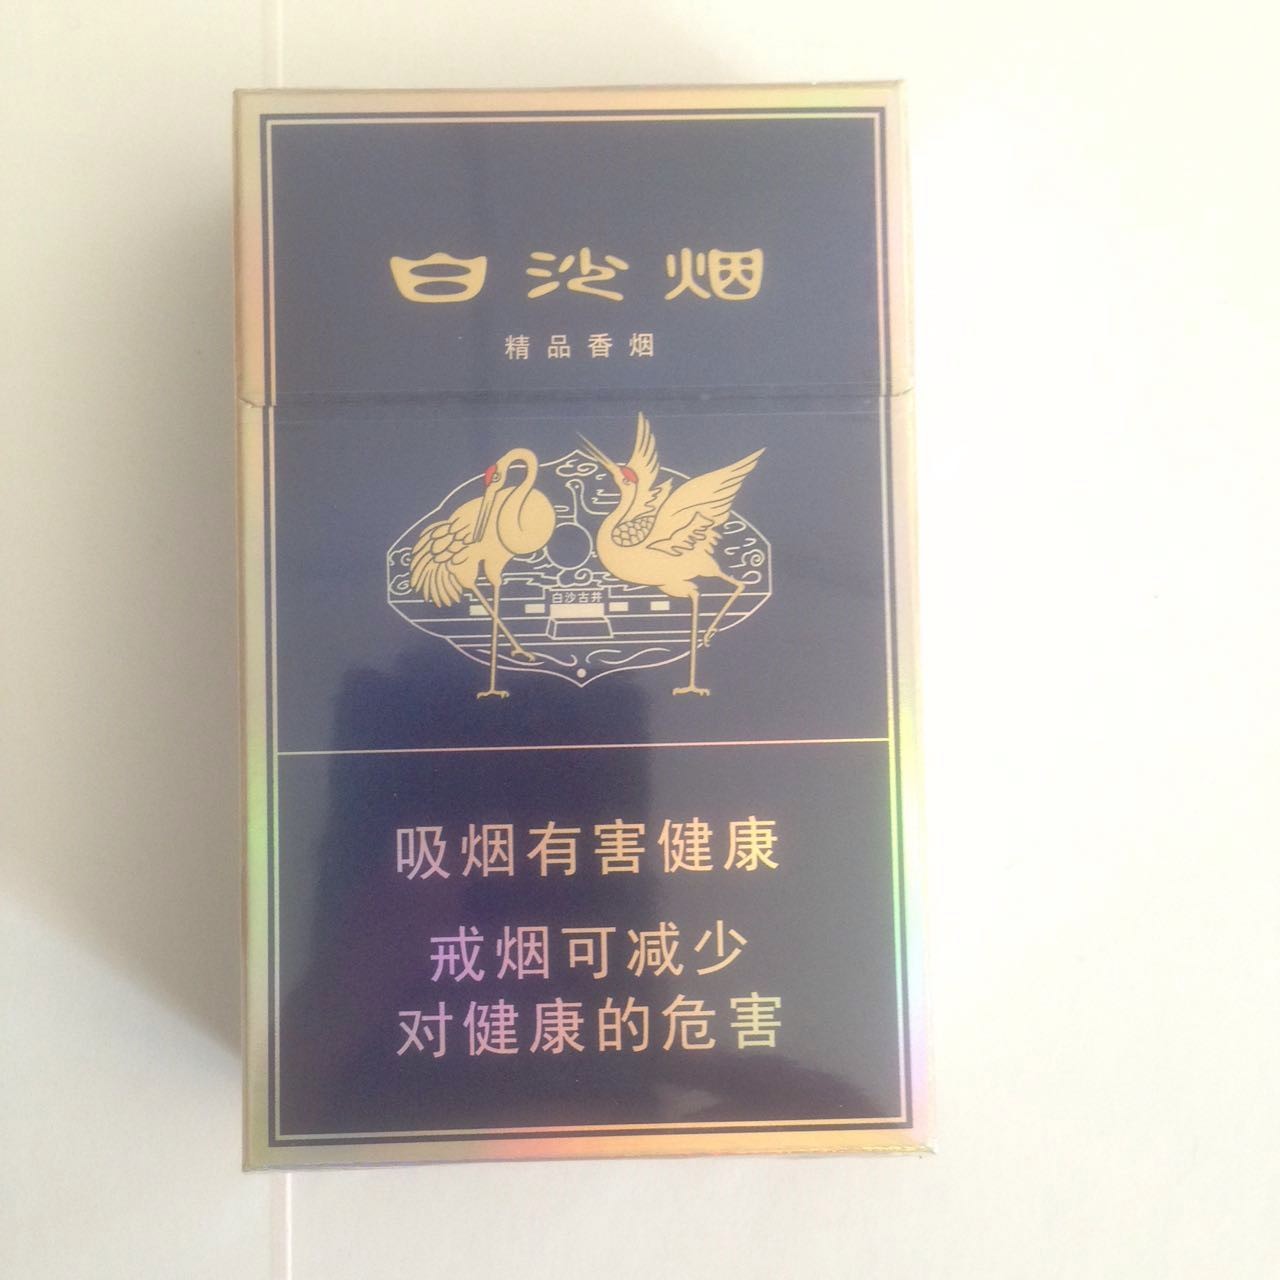 白沙烟
精品香烟
白沙古井
吸烟有害健康
戒烟可减少
对健康的危害